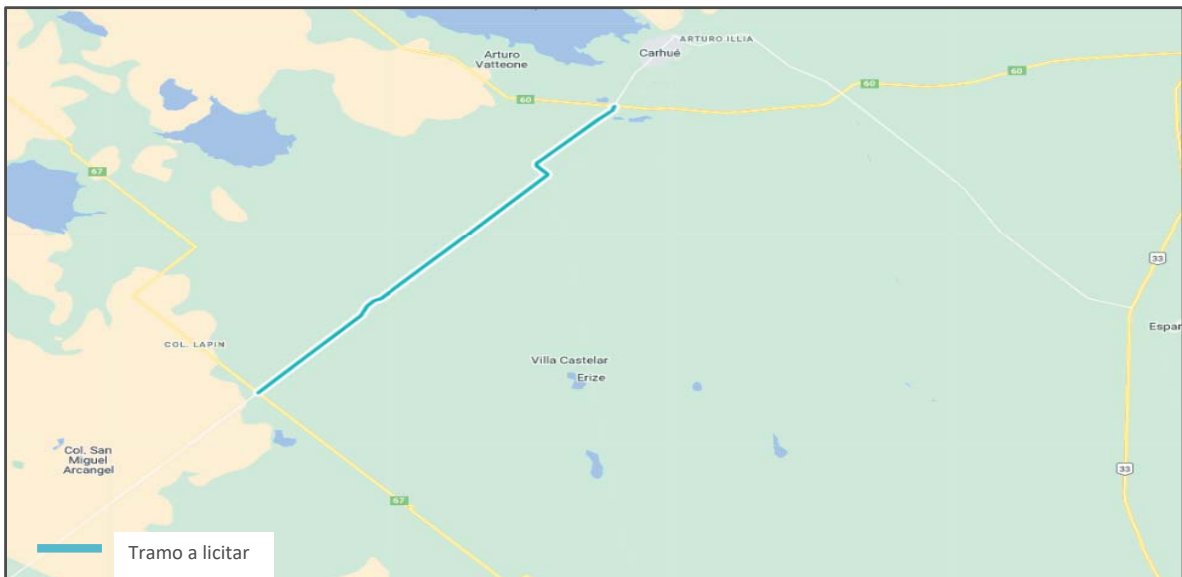 ARTURO ILLIA
Carhué
Arturo
Vatteone
60
60
60
67
33
Espar
COL. LAPIN
Villa Castelar
Erize
Col. San
Miguel
Arcangel
33
67
Tramo a licitar